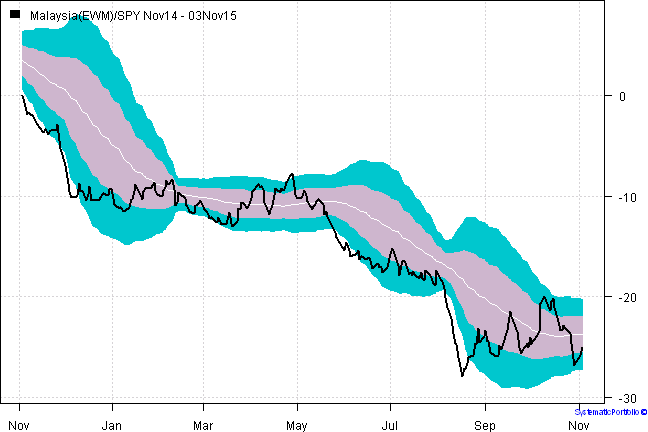 Malaysia(EWM)/SPY Nov14 - 03Nov15
0
-10
-20
-30
SystematicPortfolio ©
Nov Jan Mar May Jul Sep Nov